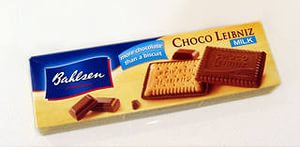 Bahlsen
more chocolate
than a biscuit
CHOCO LEIBNIZ
MILK